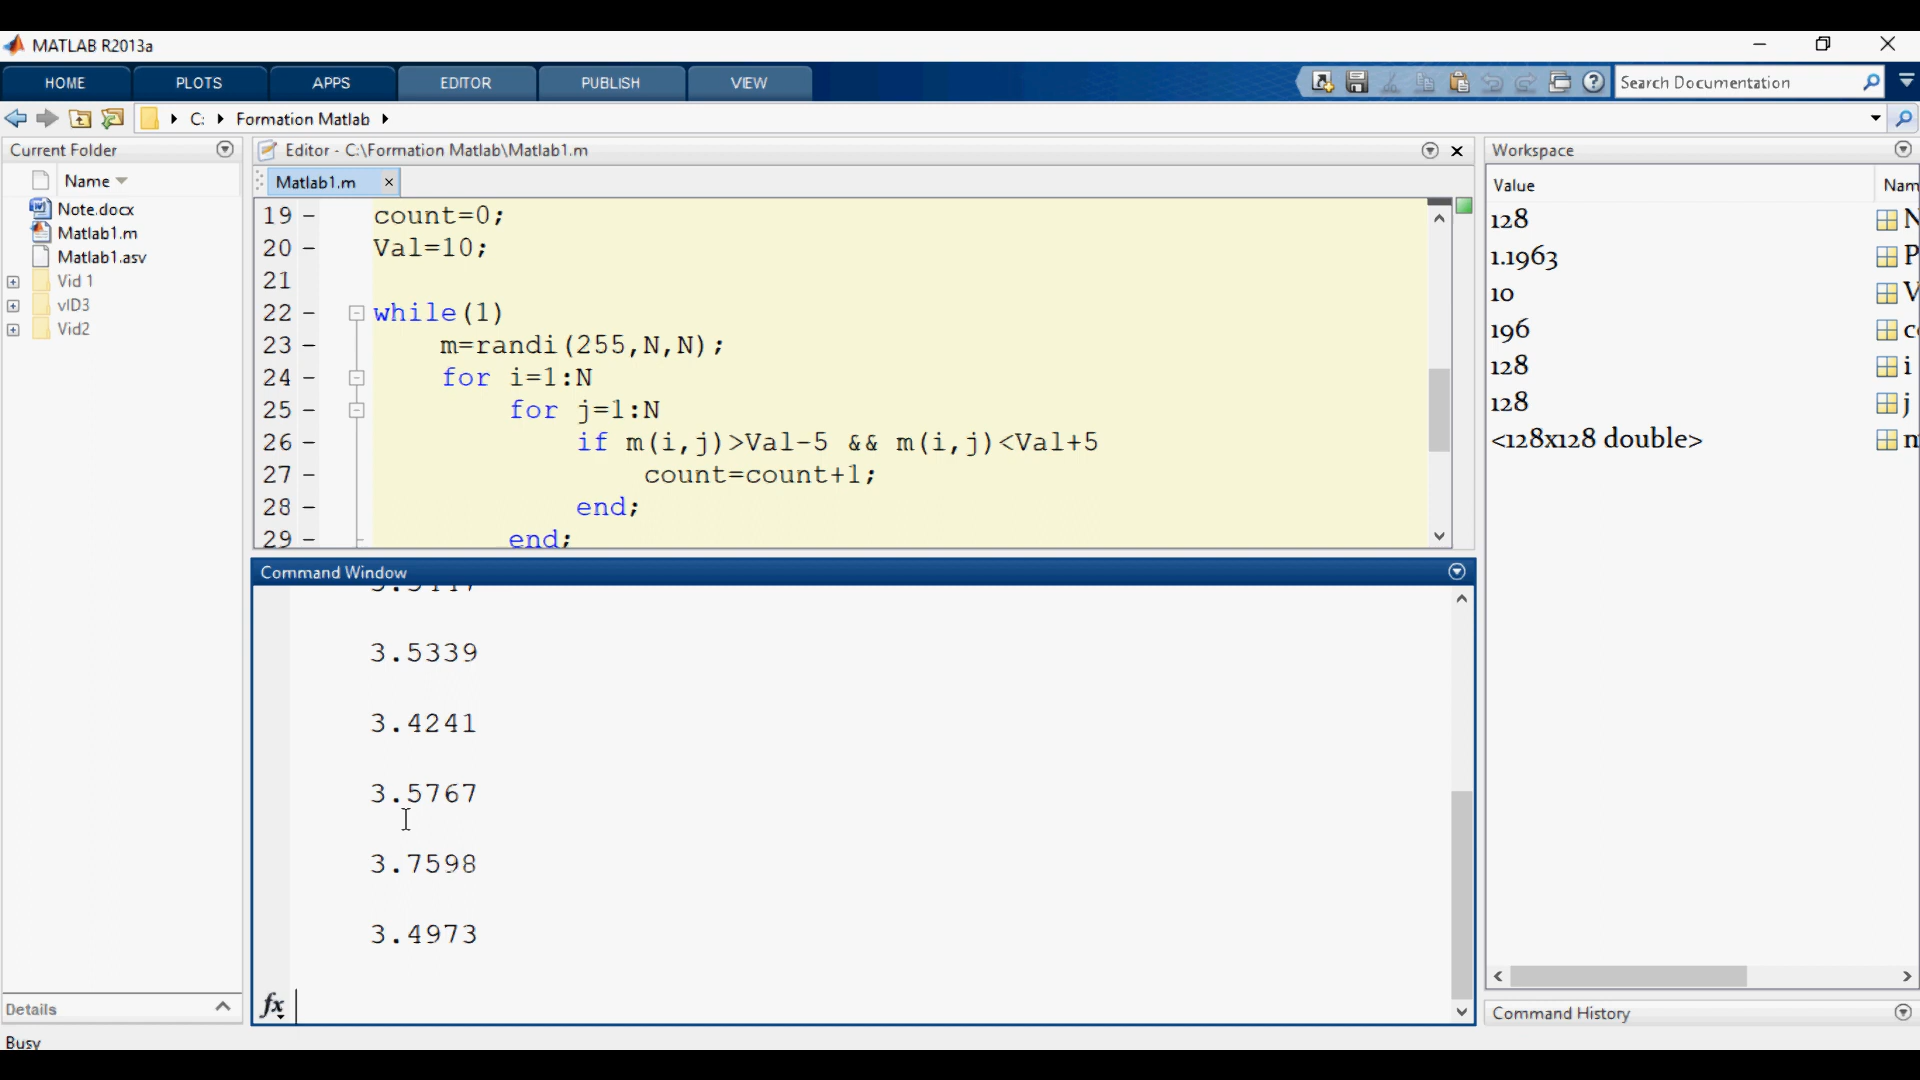 MATLAB R2013a
HOME PLOTS APPS EDITOR PUBLISH VIEW
Search Documentation
C: Formation Matlab
Current Folder
Name
Note.docx
Matlab1.m
Matlab1.asv
Vid 1
vID3
Vid2
Details
Busy
Editor - C:\Formation Matlab\Matlab1.m
Matlab1.m
19 - count=0;
20 - Val=10;
21
22 - while(1)
23 - m=randi(255,N,N);
24 - for i=1:N
25 - for j=1:N
26 - if m(i,j)>Val-5 && m(i,j)<Val+5
27 - count=count+1;
28 - end;
29 - end;
Command Window
3.5339
3.4241
3.5767
3.7598
3.4973
fx
Workspace
Value Nam
128 N
1.1963 P
10 V
196 c
128 i
128 j
<128x128 double> m
Command History